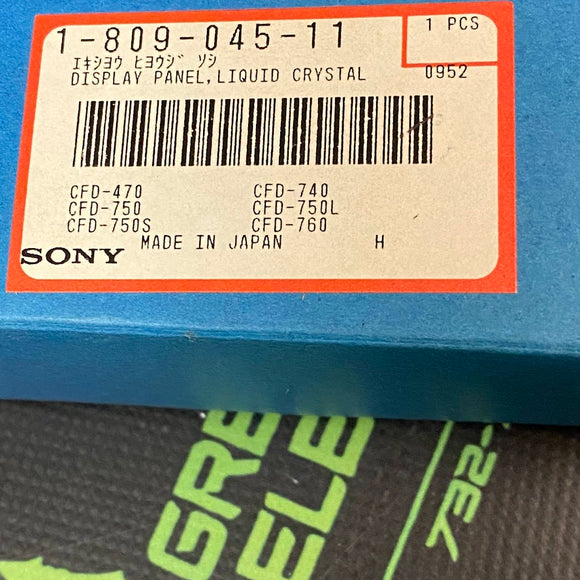 1-809-045-11
1 PCS
エキシヨウ ヒヨウジ ソシ
DISPLAY PANEL,LIQUID CRYSTAL
0952
CFD-470 CFD-740
CFD-750 CFD-750L
CFD-750S CFD-760
SONY MADE IN JAPAN H
GRE
ELE
732-